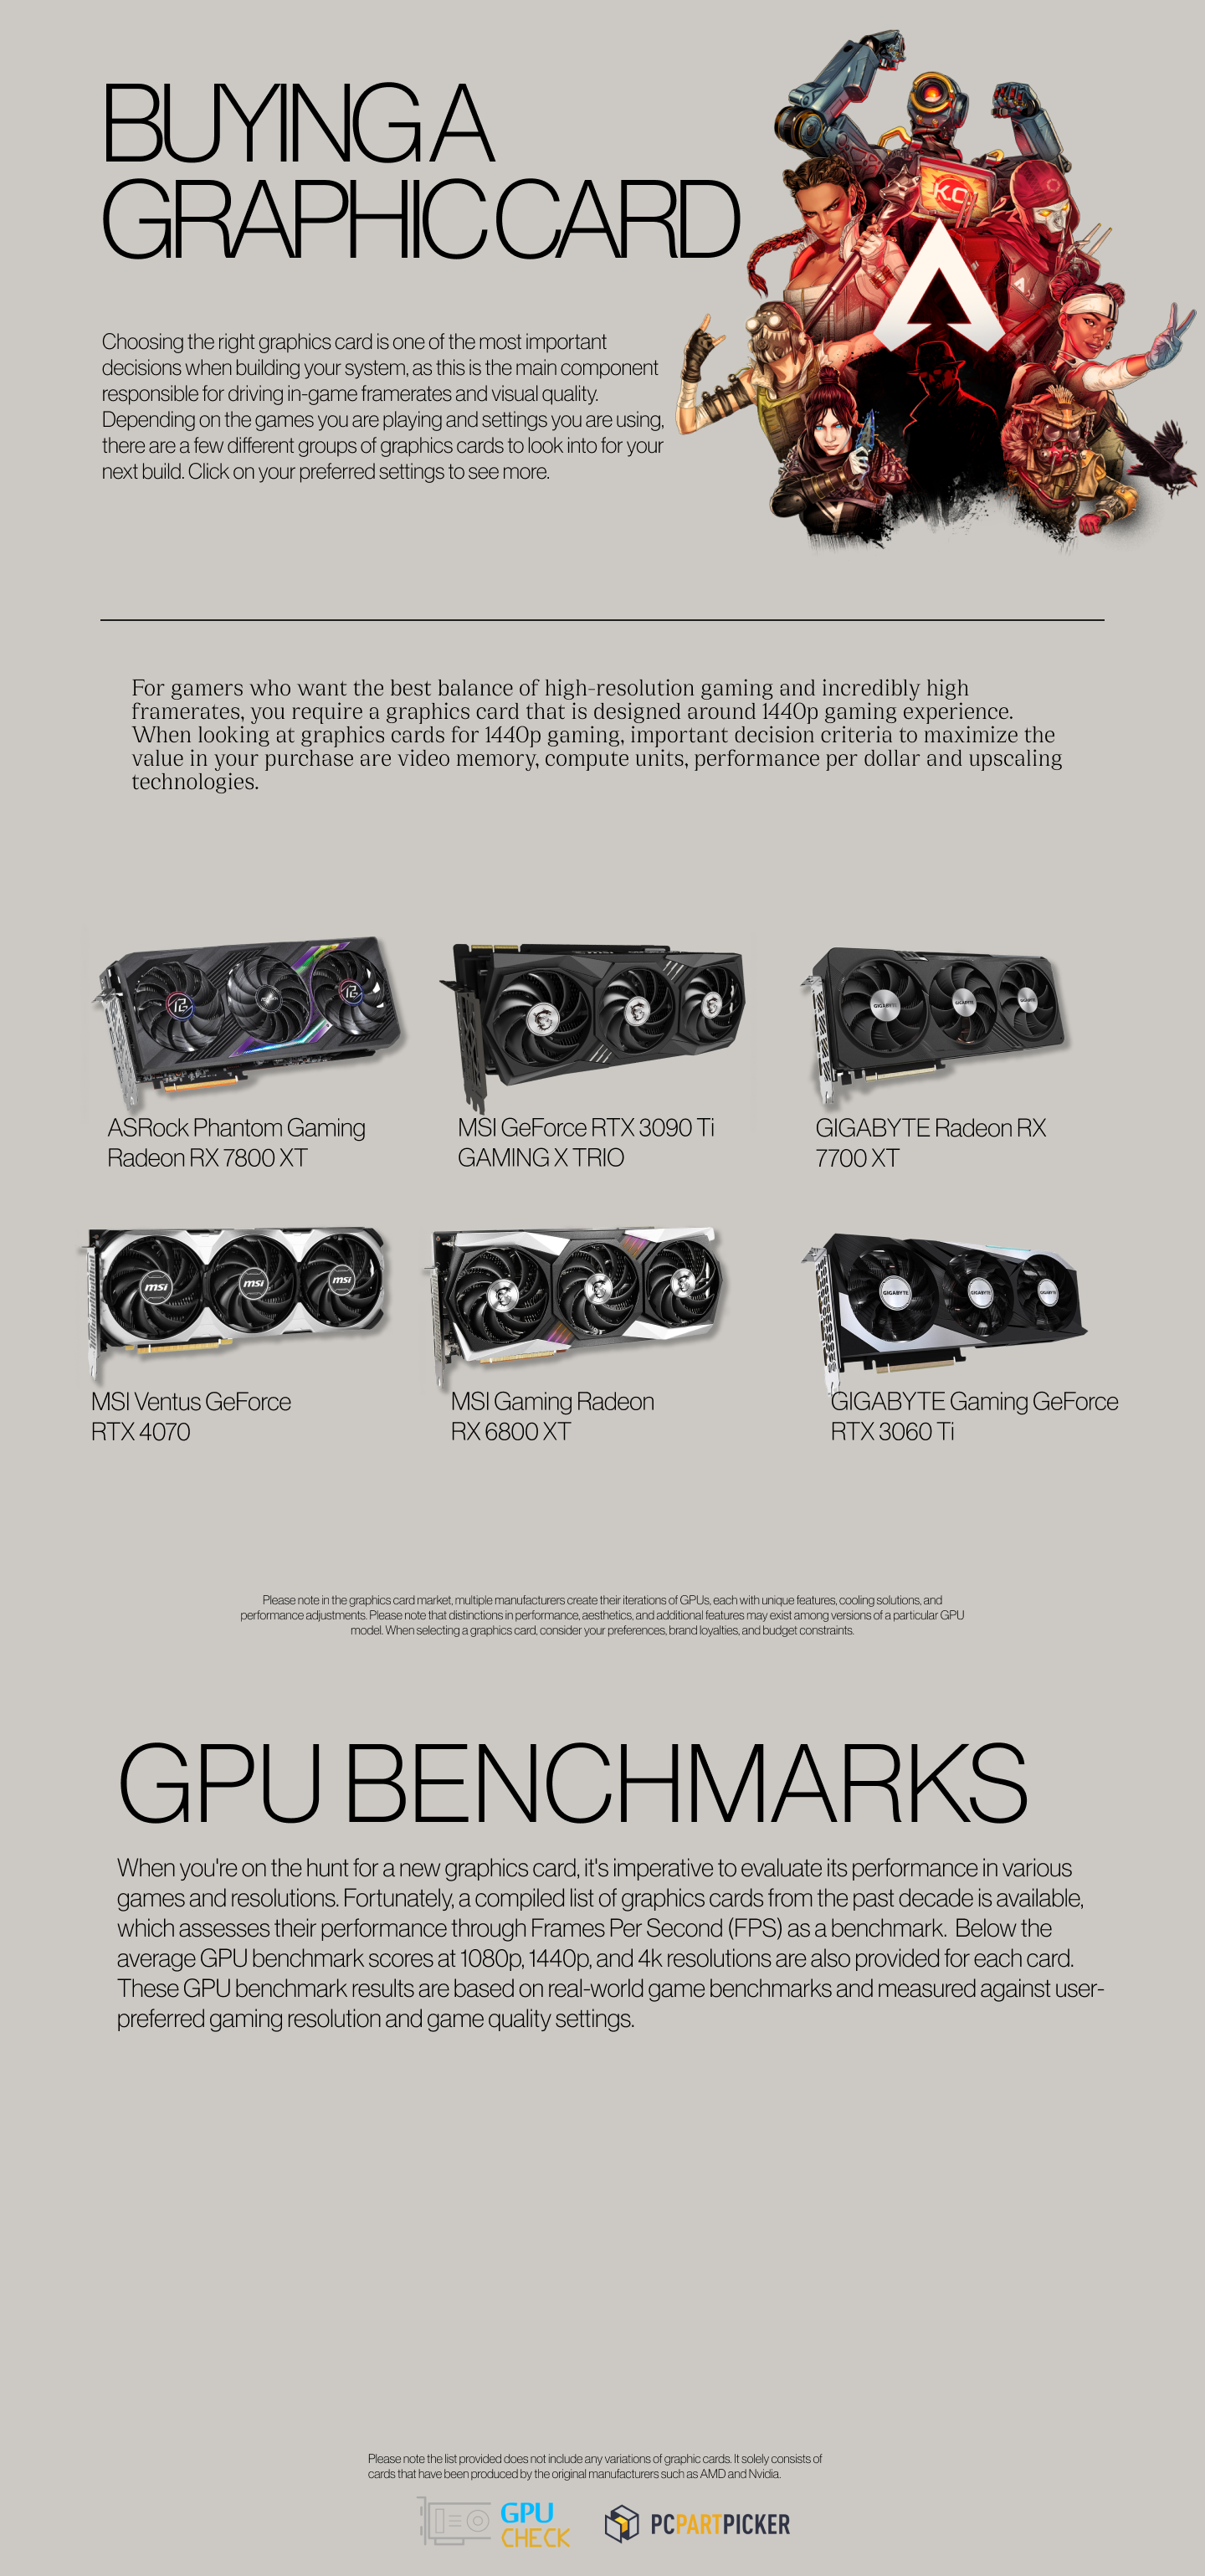 BUYING A
GRAPHIC CARD
Choosing the right graphics card is one of the most important
decisions when building your system, as this is the main component
responsible for driving in-game framerates and visual quality.
Depending on the games you are playing and settings you are using,
there are a few different groups of graphics cards to look into for your
next build. Click on your preferred settings to see more.
For gamers who want the best balance of high-resolution gaming and incredibly high
framerates, you require a graphics card that is designed around 1440p gaming experience.
When looking at graphics cards for 1440p gaming, important decision criteria to maximize the
value in your purchase are video memory, compute units, performance per dollar and upscaling
technologies.
GIGABYTE
GIGABYTE
GIGABYTE
ASRock Phantom Gaming
Radeon RX 7800 XT
MSI GeForce RTX 3090 Ti
GAMING X TRIO
GIGABYTE Radeon RX
7700 XT
msi
msi
msi
GIGABYTE
GIGABYTE
GIGABYTE
MSI Ventus GeForce
RTX 4070
MSI Gaming Radeon
RX 6800 XT
GIGABYTE Gaming GeForce
RTX 3060 Ti
Please note in the graphics card market, multiple manufacturers create their iterations of GPUs, each with unique features, cooling solutions, and
performance adjustments. Please note that distinctions in performance, aesthetics, and additional features may exist among versions of a particular GPU
model. When selecting a graphics card, consider your preferences, brand loyalties, and budget constraints.
GPU BENCHMARKS
When you're on the hunt for a new graphics card, it's imperative to evaluate its performance in various
games and resolutions. Fortunately, a compiled list of graphics cards from the past decade is available,
which assesses their performance through Frames Per Second (FPS) as a benchmark. Below the
average GPU benchmark scores at 1080p, 1440p, and 4k resolutions are also provided for each card.
These GPU benchmark results are based on real-world game benchmarks and measured against user-
preferred gaming resolution and game quality settings.
Please note the list provided does not include any variations of graphic cards. It solely consists of
cards that have been produced by the original manufacturers such as AMD and Nvidia.
GPU
CHECK
PCPARTPICKER